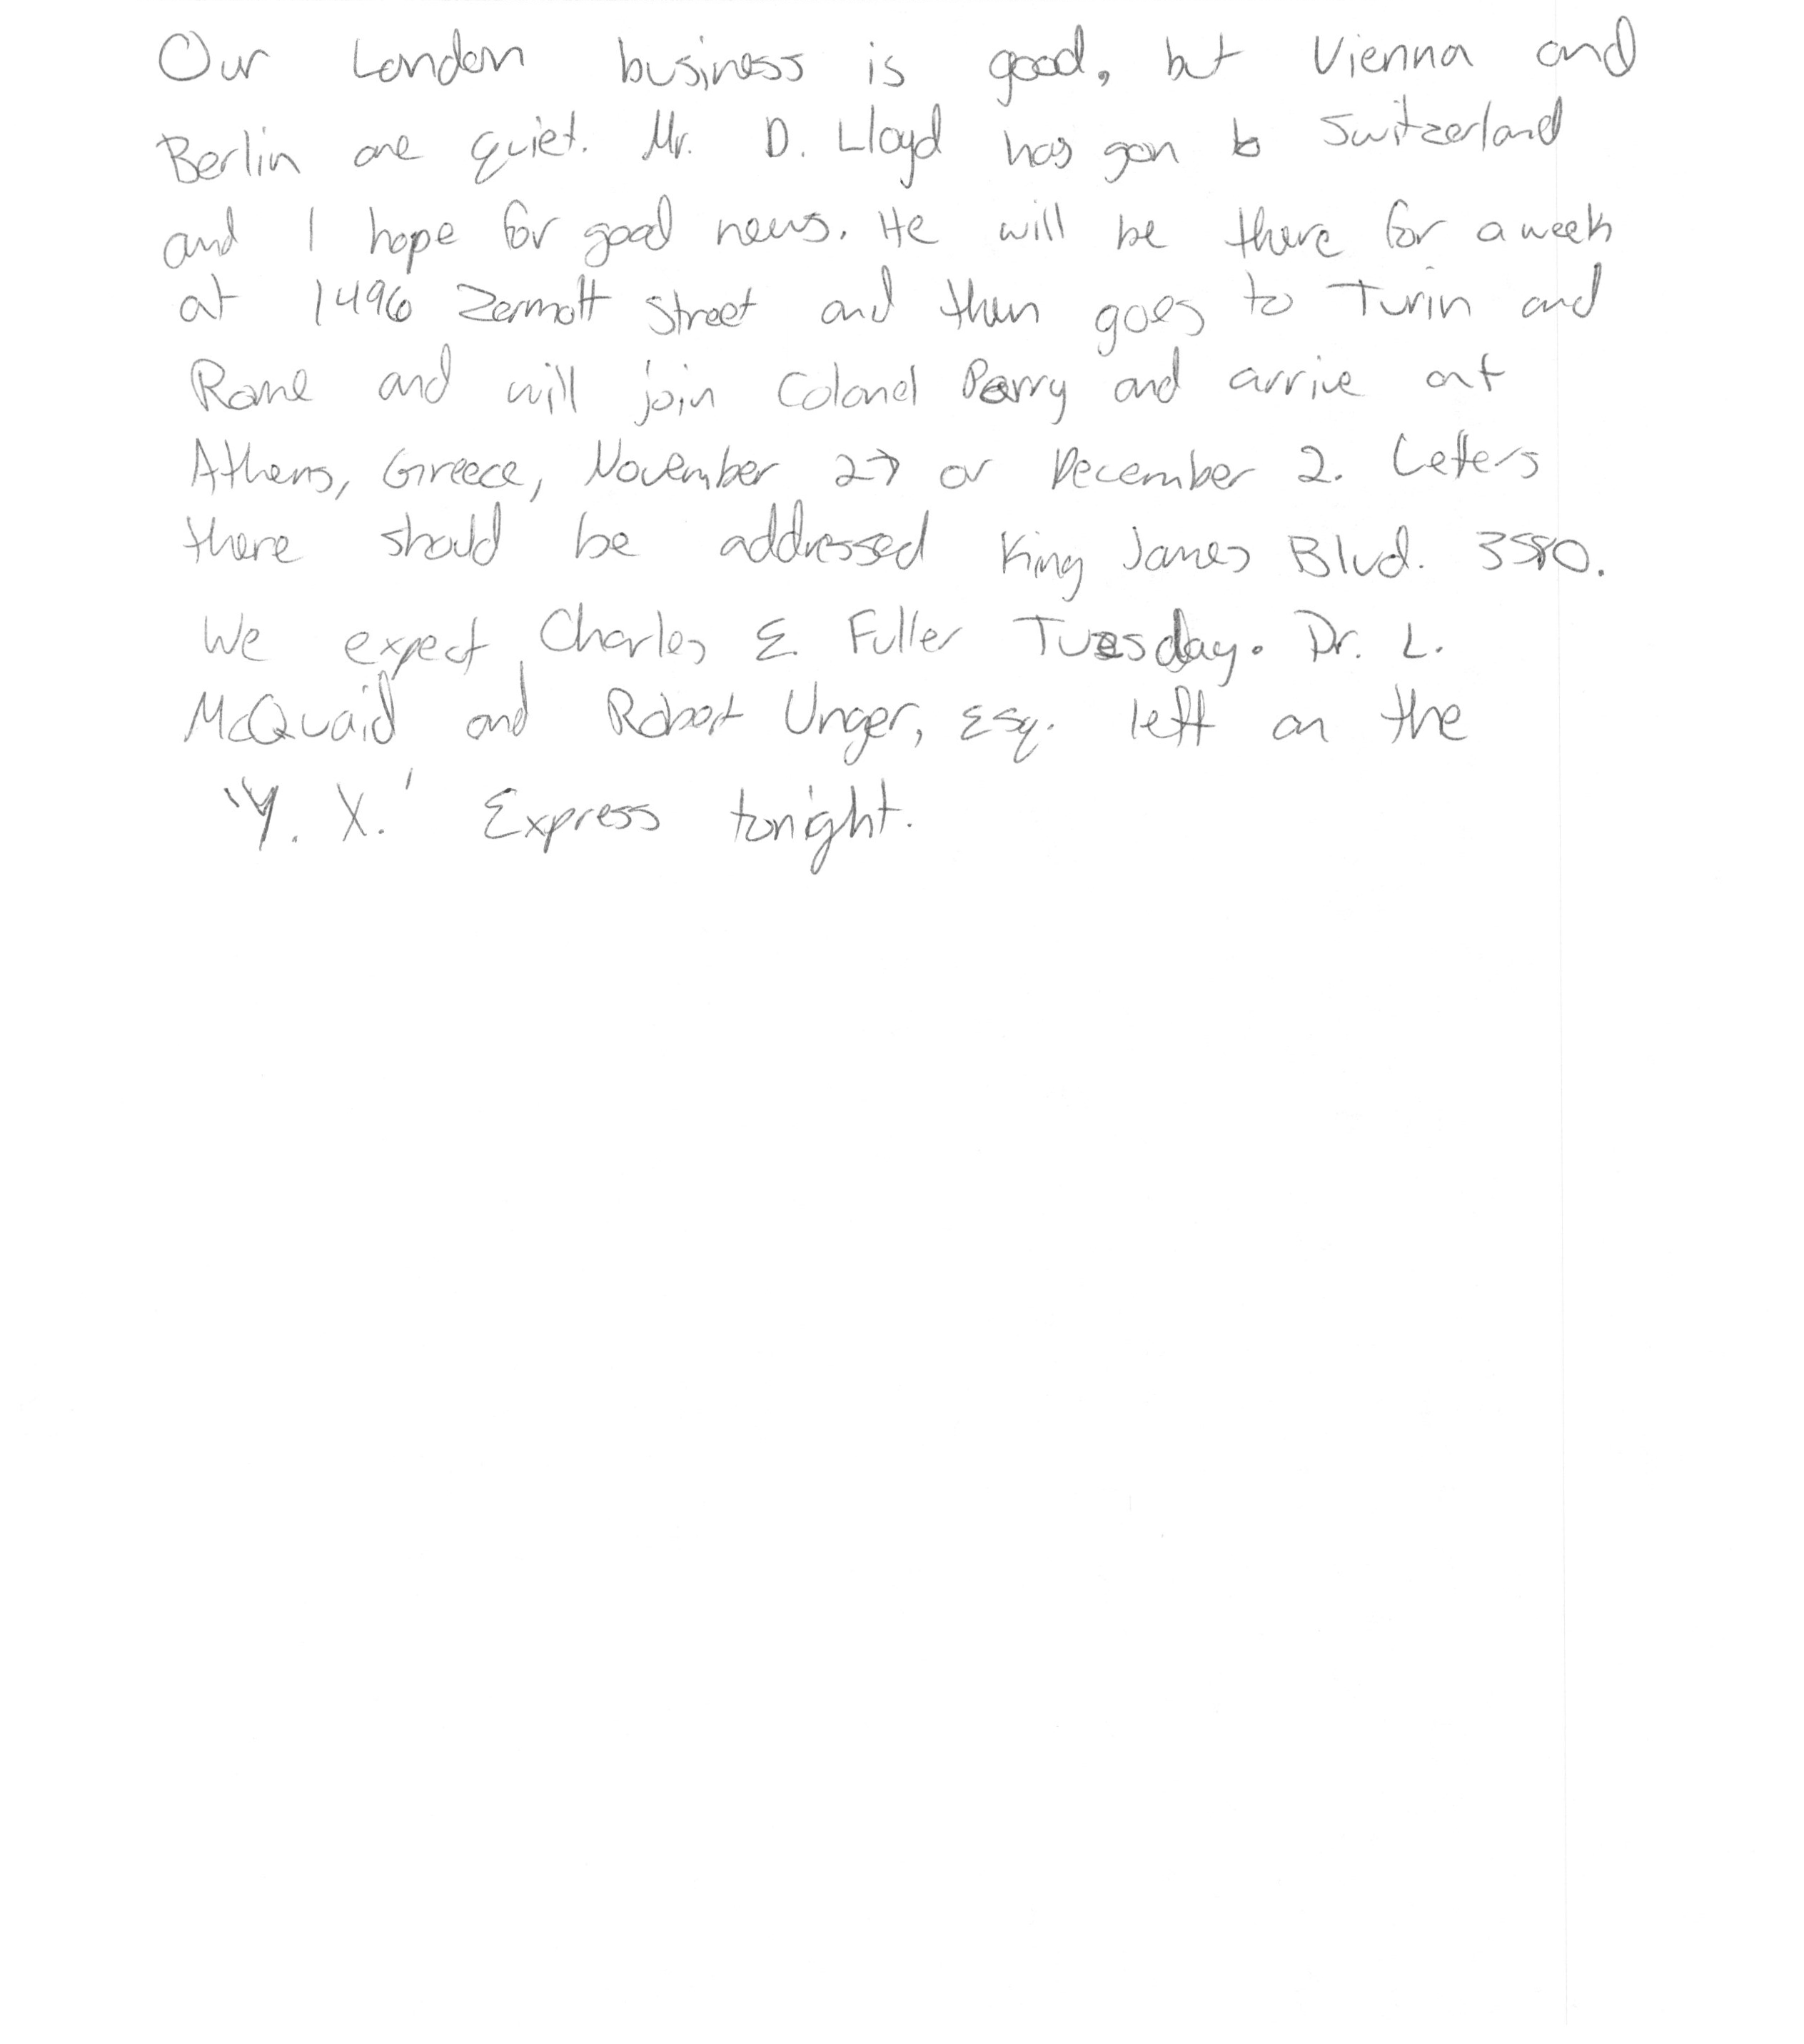 Our London business is good, but Vienna and
Berlin are quiet. Mr. D. Lloyd has gon to Switzerland
and I hope for good news. He will be there for a week
at 1496 Zermott Street and then goes to Turin and
Rome and will join Colonel Parry and arrive at
Athens, Greece, November 27 or December 2. Letters
there should be addressed King James Blvd. 3580.
We expect Charles E. Fuller Tuesday. Dr. L.
McQuaid and Robert Unger, Esq. left on the
'Y. X.' Express tonight.